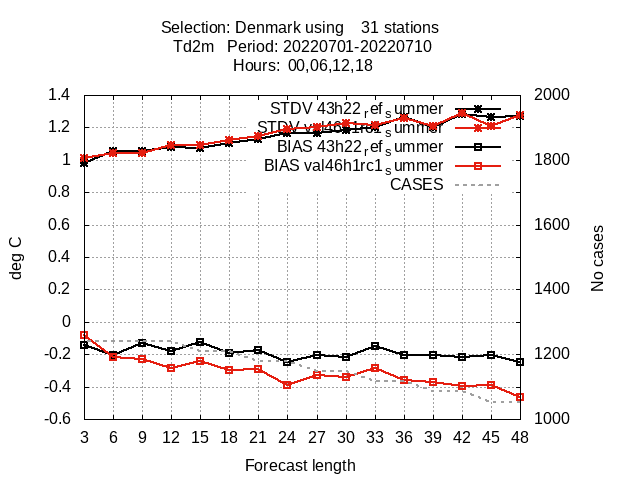 Selection: Denmark using 31 stations
Td2m Period: 20220701-20220710
Hours: 00,06,12,18
STDV 43h22_ref_summer
STDV val46h1rc1_summer
BIAS 43h22_ref_summer
BIAS val46h1rc1_summer
CASES
1.4
1.2
1
0.8
0.6
0.4
0.2
0
-0.2
-0.4
-0.6
deg C
2000
1800
1600
1400
1200
1000
No cases
3 6 9 12 15 18 21 24 27 30 33 36 39 42 45 48
Forecast length